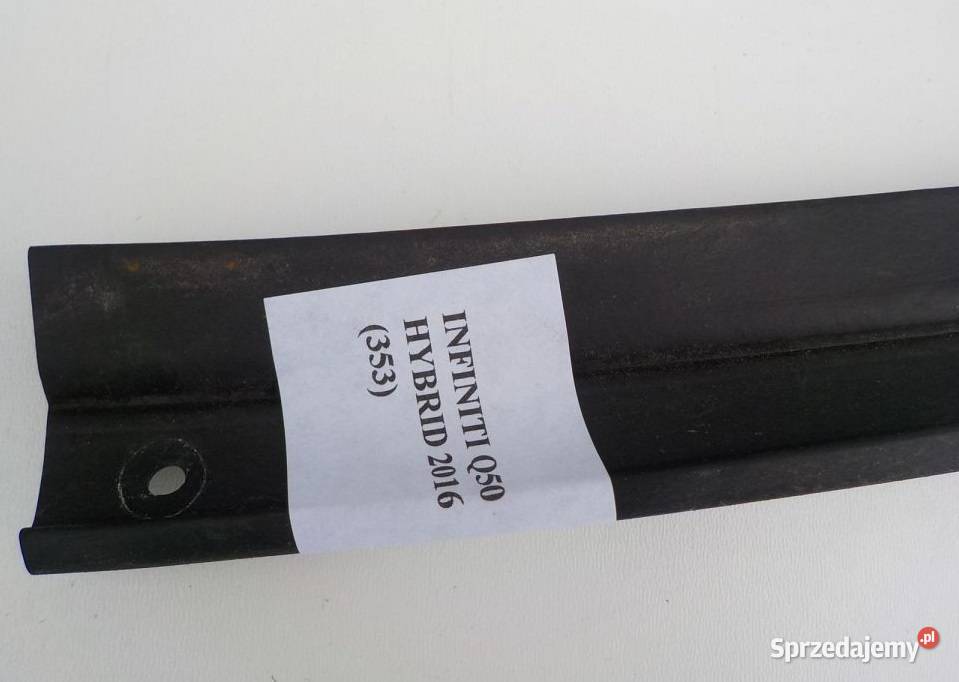 INFINITI Q50
HYBRID 2016
(353)
Sprzedajemy.pl